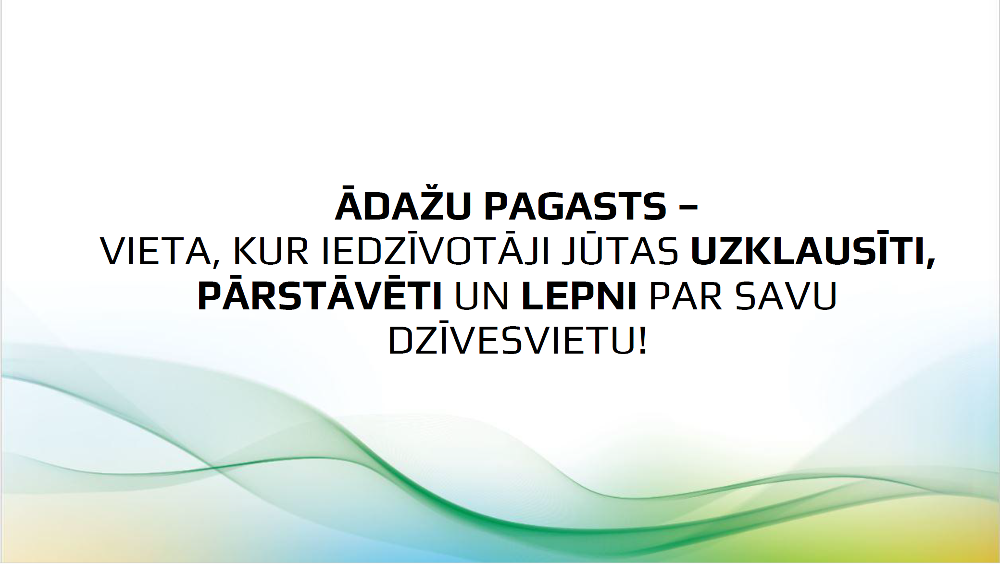 ĀDAŽU PAGASTS –
VIETA, KUR IEDZĪVOTĀJI JŪTAS UZKLAUSĪTI,
PĀRSTĀVĒTI UN LEPNI PAR SAVU
DZĪVESVIETU!